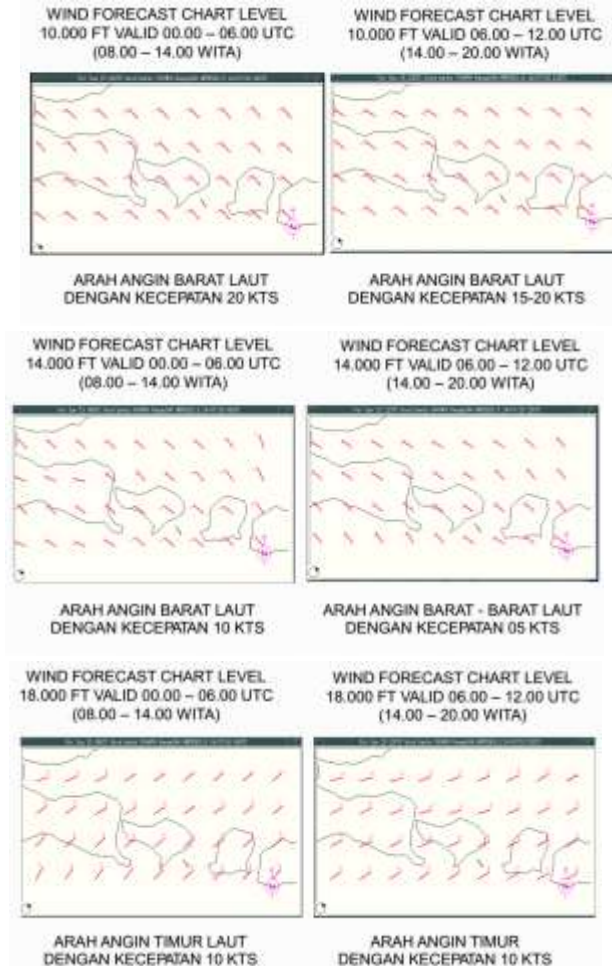 WIND FORECAST CHART LEVEL
10.000 FT VALID 00.00 – 06.00 UTC
(08.00 – 14.00 WITA)
WIND FORECAST CHART LEVEL
10.000 FT VALID 06.00 – 12.00 UTC
(14.00 – 20.00 WITA)
ARAH ANGIN BARAT LAUT
DENGAN KECEPATAN 20 KTS
ARAH ANGIN BARAT LAUT
DENGAN KECEPATAN 15-20 KTS
WIND FORECAST CHART LEVEL
14.000 FT VALID 00.00 – 06.00 UTC
(08.00 – 14.00 WITA)
WIND FORECAST CHART LEVEL
14.000 FT VALID 06.00 – 12.00 UTC
(14.00 – 20.00 WITA)
ARAH ANGIN BARAT LAUT
DENGAN KECEPATAN 10 KTS
ARAH ANGIN BARAT - BARAT LAUT
DENGAN KECEPATAN 05 KTS
WIND FORECAST CHART LEVEL
18.000 FT VALID 00.00 – 06.00 UTC
(08.00 – 14.00 WITA)
WIND FORECAST CHART LEVEL
18.000 FT VALID 06.00 – 12.00 UTC
(14.00 – 20.00 WITA)
ARAH ANGIN TIMUR LAUT
DENGAN KECEPATAN 10 KTS
ARAH ANGIN TIMUR
DENGAN KECEPATAN 10 KTS